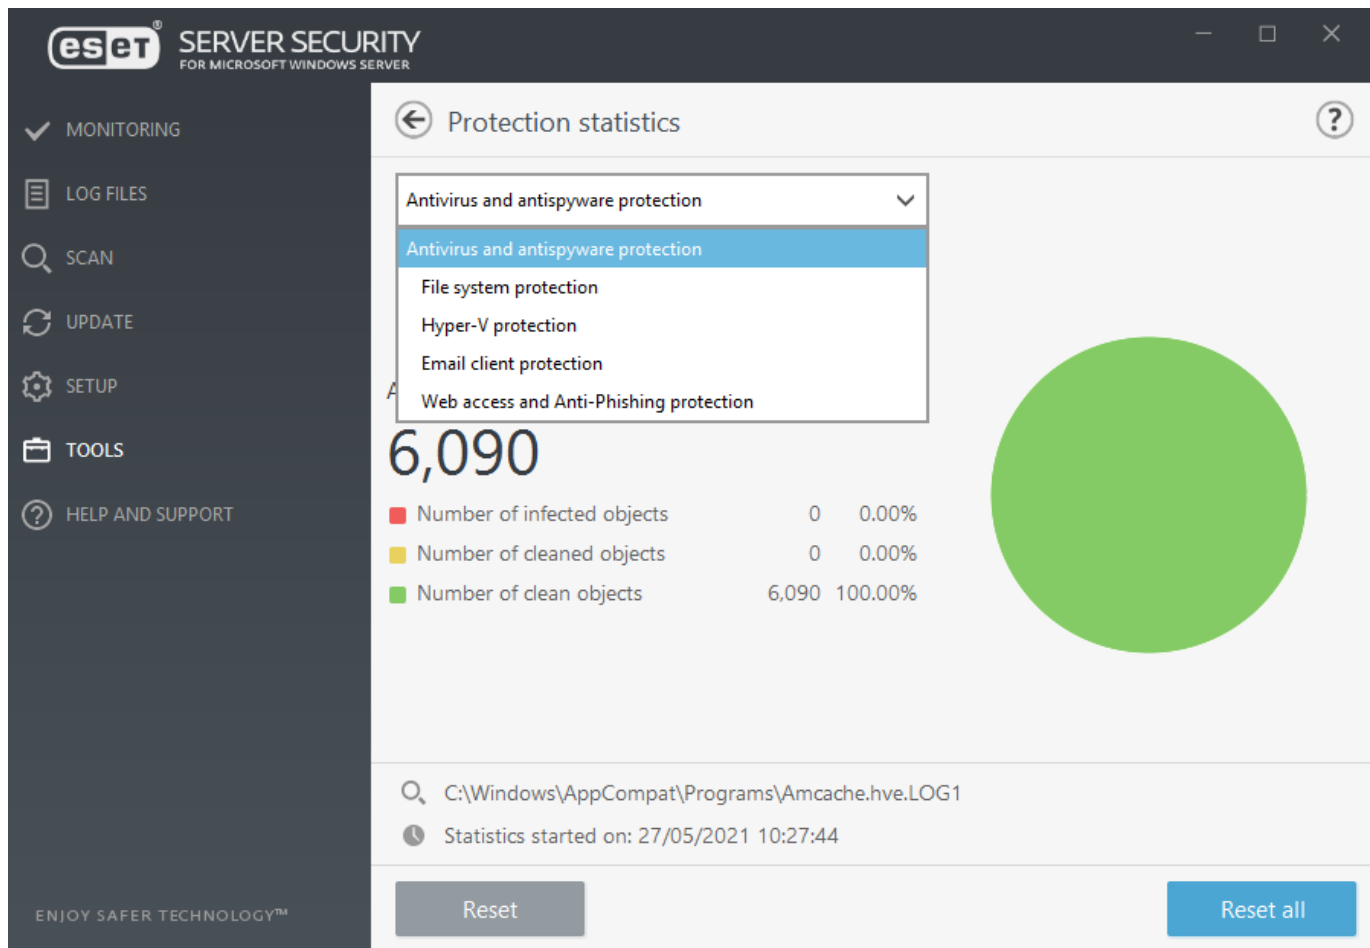 eset® SERVER SECURITY
FOR MICROSOFT WINDOWS SERVER
MONITORING
LOG FILES
SCAN
UPDATE
SETUP
TOOLS
HELP AND SUPPORT
ENJOY SAFER TECHNOLOGY™
Protection statistics
?
Antivirus and antispyware protection
Antivirus and antispyware protection
File system protection
Hyper-V protection
Email client protection
Web access and Anti-Phishing protection
6,090
Number of infected objects 0 0.00%
Number of cleaned objects 0 0.00%
Number of clean objects 6,090 100.00%
C:\Windows\AppCompat\Programs\Amcache.hve.LOG1
Statistics started on: 27/05/2021 10:27:44
Reset
Reset all